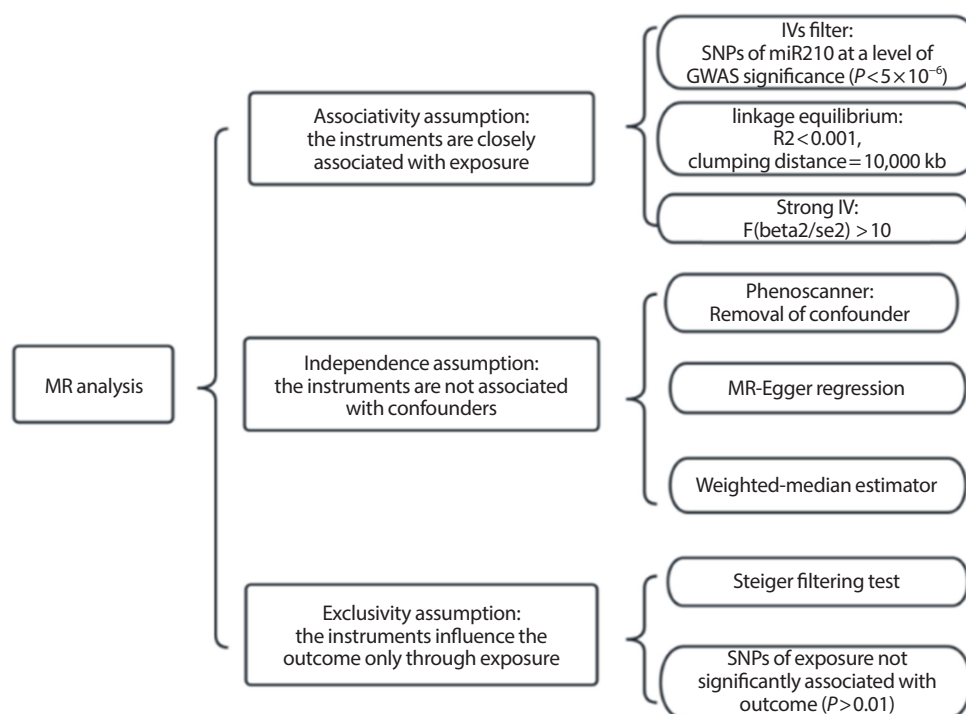 MR analysis
Associativity assumption:
the instruments are closely
associated with exposure
IVs filter:
SNPs of miR210 at a level of
GWAS significance (P<5×10⁻⁶)
linkage equilibrium:
R2<0.001,
clumping distance=10,000 kb
Strong IV:
F(beta2/se2) >10
Independence assumption:
the instruments are not associated
with confounders
Phenoscanner:
Removal of confounder
MR-Egger regression
Weighted-median estimator
Exclusivity assumption:
the instruments influence the
outcome only through exposure
Steiger filtering test
SNPs of exposure not
significantly associated with
outcome (P>0.01)